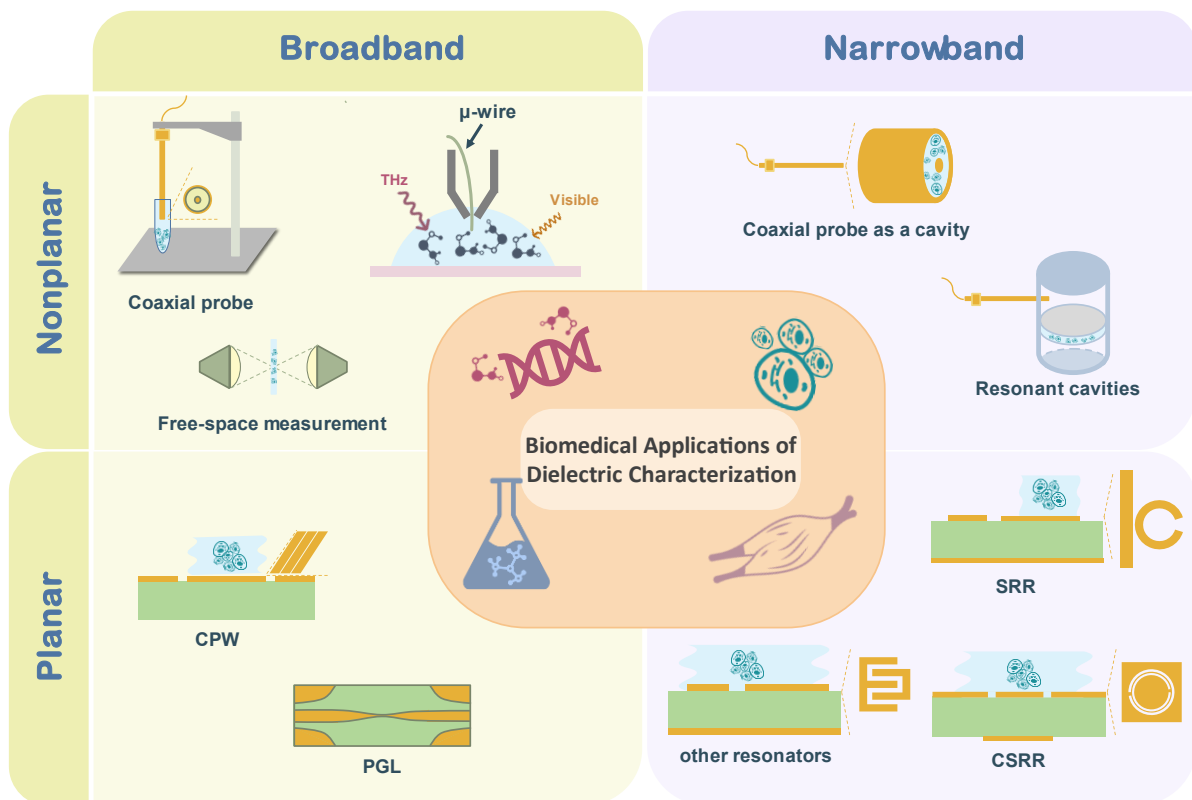 Broadband
Narrowband
Nonplanar
μ-wire
THz
Visible
Coaxial probe
Free-space measurement
Coaxial probe as a cavity
Resonant cavities
Biomedical Applications of
Dielectric Characterization
Planar
CPW
PGL
SRR
other resonators
CSRR